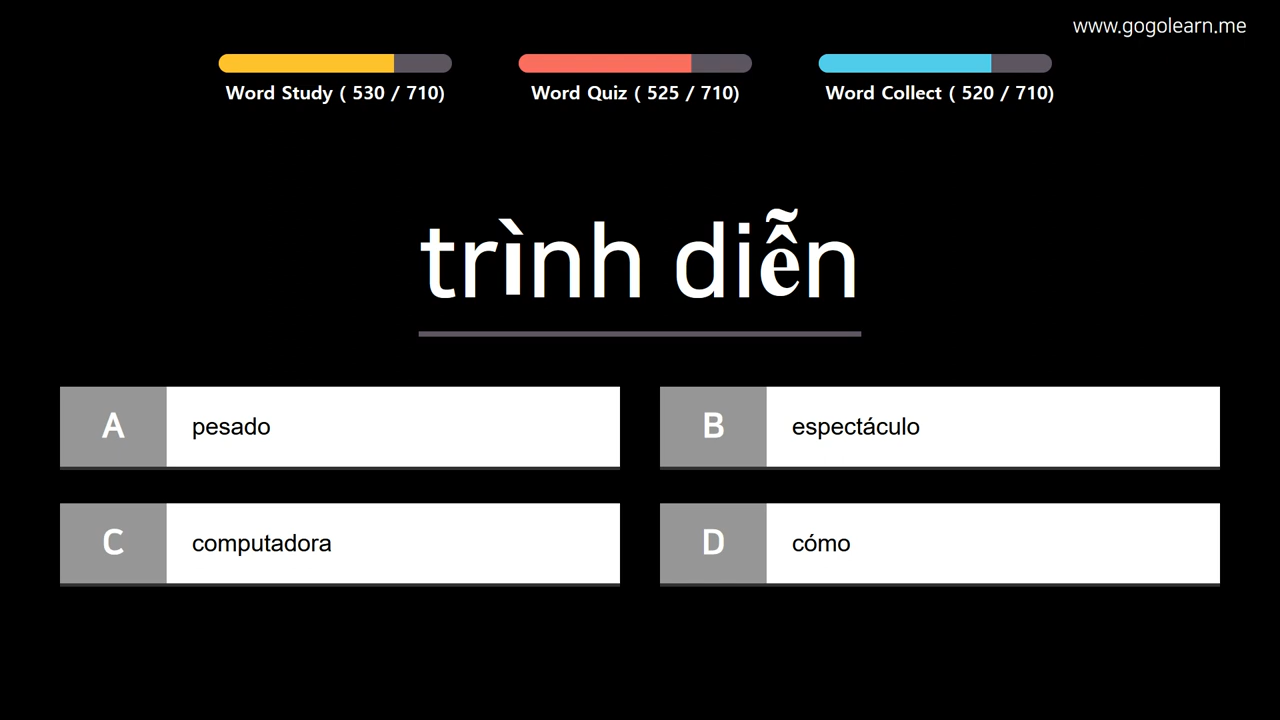 www.gogolearn.me
Word Study ( 530 / 710)
Word Quiz ( 525 / 710)
Word Collect ( 520 / 710)
trình diễn
A pesado
B espectáculo
C computadora
D cómo